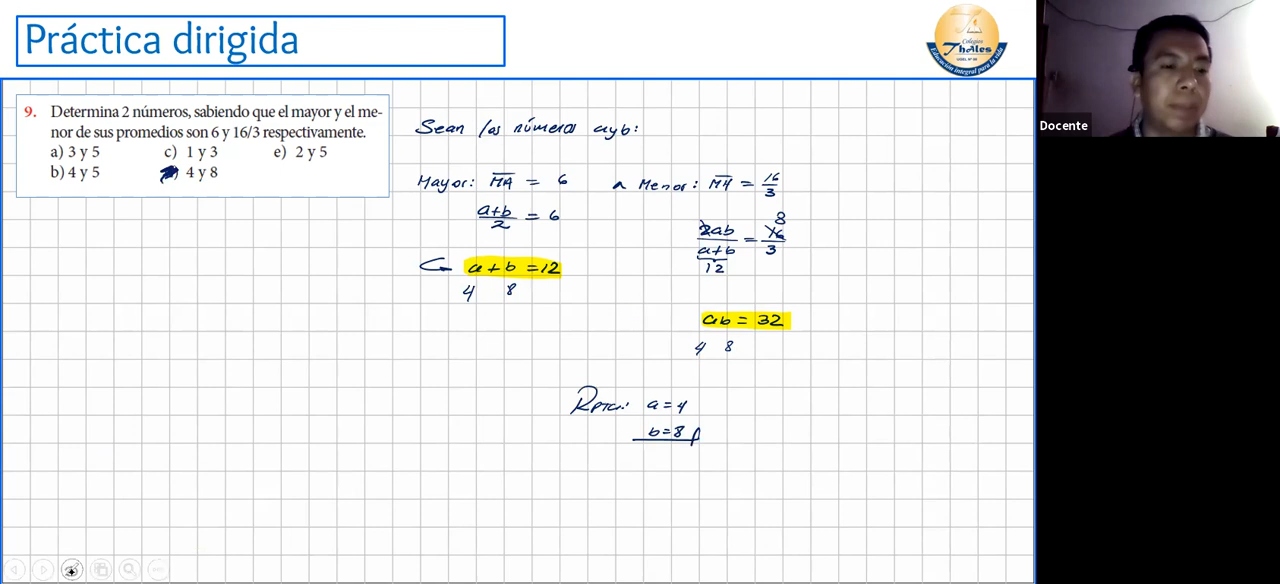 Práctica dirigida
Colegios
Thales
UGEL N° 06
Educación integral para la vida
Docente
9. Determina 2 números, sabiendo que el mayor y el me-
nor de sus promedios son 6 y 16/3 respectivamente.
a) 3 y 5 c) 1 y 3 e) 2 y 5
b) 4 y 5 4 y 8
Sean los números a y b:
Mayor: MA = 6
a+b/2 = 6
a + b = 12
4 8
Menor: MH = 16/3
8
2ab/a+b = 16/3
12
ab = 32
4 8
Rpta: a = 4
b = 8